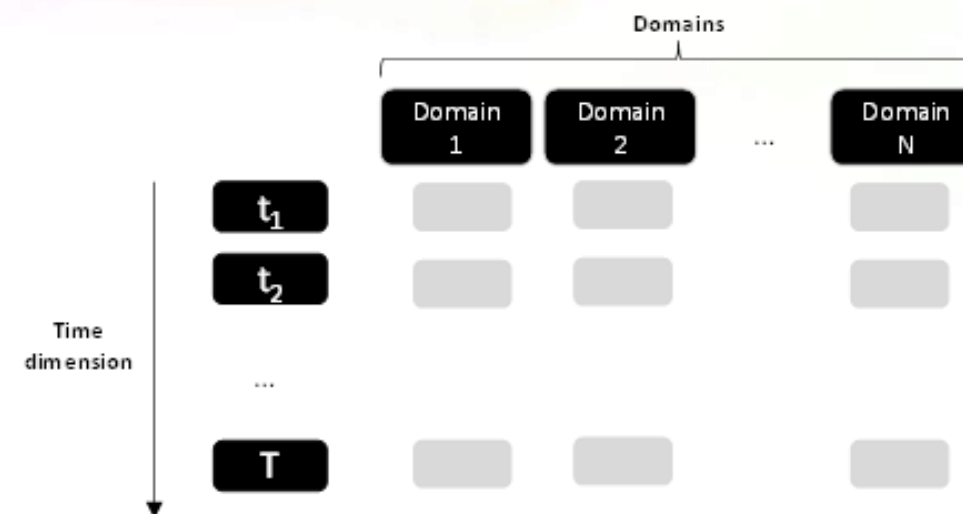 Domains
Domain
1
Domain
2
...
Domain
N
t₁
t₂
Time
dimension
...
T